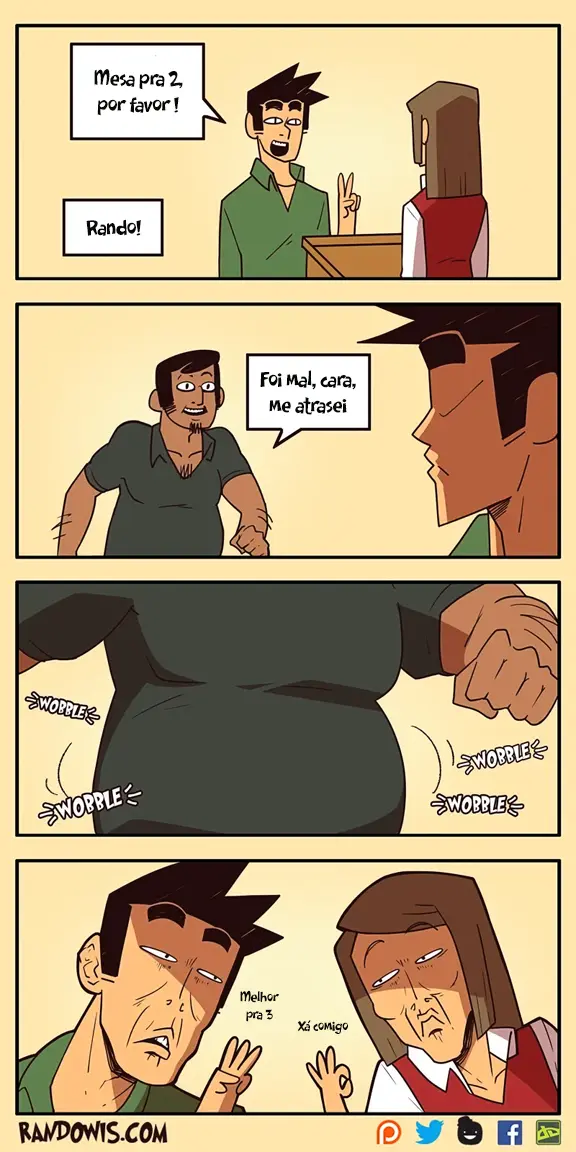 Mesa pra 2,
por favor!
Rando!
Foi mal, cara,
me atrasei
WOBBLE
WOBBLE
WOBBLE
WOBBLE
Melhor
pra 3
Xá comigo
RANDOWIS.COM